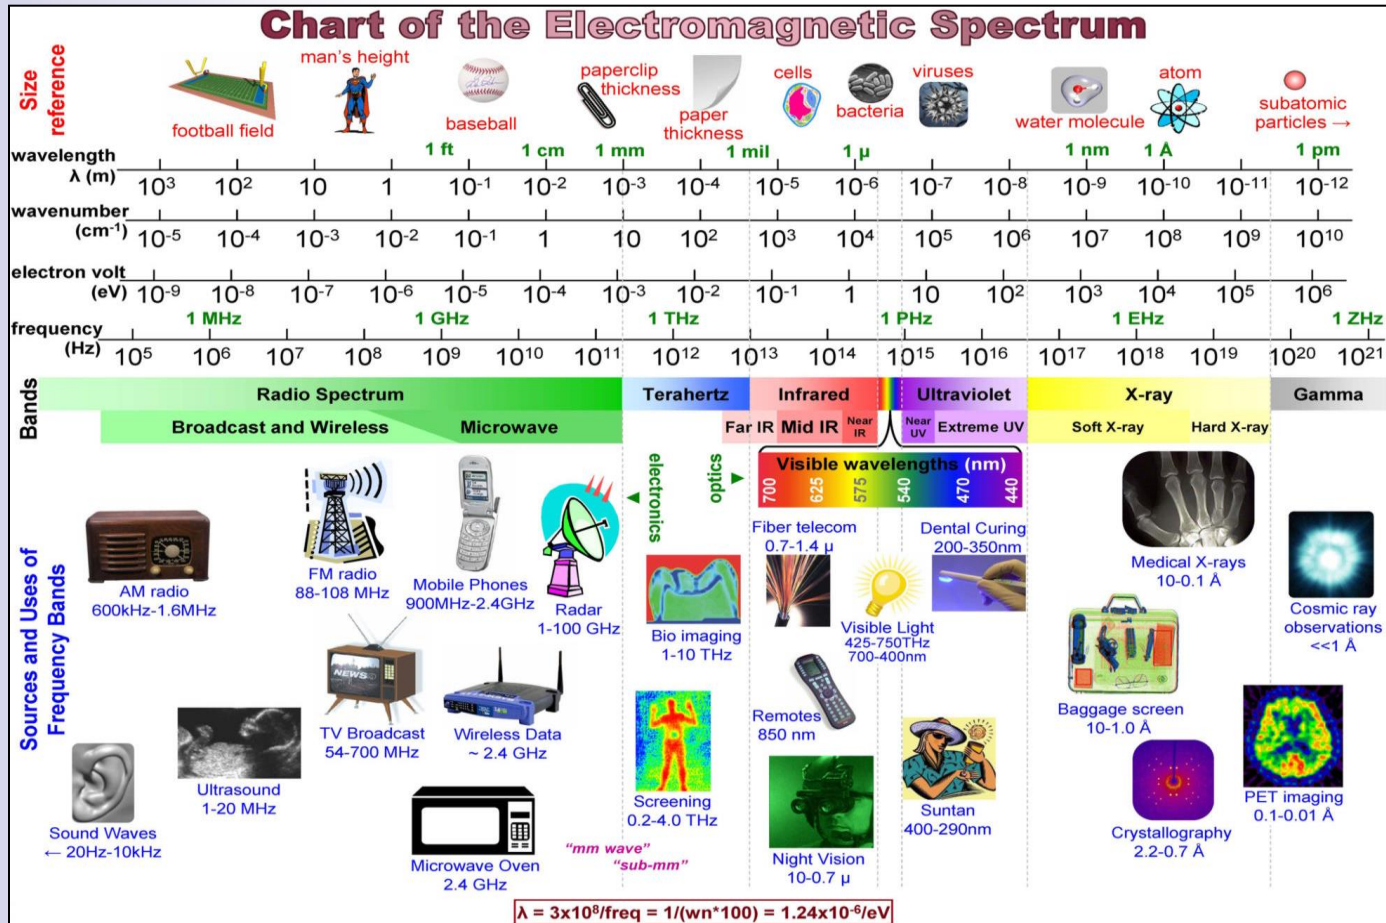 Chart of the Electromagnetic Spectrum
Size
reference
football field
man's height
baseball
paperclip
thickness
paper
thickness
cells
bacteria
viruses
water molecule
atom
subatomic
particles →
wavelength
λ (m)
1 ft 1 cm 1 mm 1 mil 1 µ 1 nm 1 Å 1 pm
10³ 10² 10 1 10⁻¹ 10⁻² 10⁻³ 10⁻⁴ 10⁻⁵ 10⁻⁶ 10⁻⁷ 10⁻⁸ 10⁻⁹ 10⁻¹⁰ 10⁻¹¹ 10⁻¹²
wavenumber
(cm⁻¹)
10⁻⁵ 10⁻⁴ 10⁻³ 10⁻² 10⁻¹ 1 10 10² 10³ 10⁴ 10⁵ 10⁶ 10⁷ 10⁸ 10⁹ 10¹⁰
electron volt
(eV)
10⁻⁹ 10⁻⁸ 10⁻⁷ 10⁻⁶ 10⁻⁵ 10⁻⁴ 10⁻³ 10⁻² 10⁻¹ 1 10 10² 10³ 10⁴ 10⁵ 10⁶
1 MHz 1 GHz 1 THz 1 PHz 1 EHz 1 ZHz
frequency
(Hz)
10⁵ 10⁶ 10⁷ 10⁸ 10⁹ 10¹⁰ 10¹¹ 10¹² 10¹³ 10¹⁴ 10¹⁵ 10¹⁶ 10¹⁷ 10¹⁸ 10¹⁹ 10²⁰ 10²¹
Bands
Radio Spectrum Terahertz Infrared Ultraviolet X-ray Gamma
Broadcast and Wireless Microwave
Far IR Mid IR
Near
IR
Near
UV
Extreme UV
Soft X-ray Hard X-ray
electronics
optics
Visible wavelengths (nm)
700 625 575 540 470 440
Sources and Uses of
Frequency Bands
AM radio
600kHz-1.6MHz
FM radio
88-108 MHz
Mobile Phones
900MHz-2.4GHz
Radar
1-100 GHz
Bio imaging
1-10 THz
Fiber telecom
0.7-1.4 µ
Visible Light
425-750THz
700-400nm
Dental Curing
200-350nm
Medical X-rays
10-0.1 Å
Cosmic ray
observations
<<1 Å
Sound Waves
← 20Hz-10kHz
Ultrasound
1-20 MHz
NEWS
TV Broadcast
54-700 MHz
Wireless Data
~ 2.4 GHz
Microwave Oven
2.4 GHz
Screening
0.2-4.0 THz
"mm wave"
"sub-mm"
Remotes
850 nm
Night Vision
10-0.7 µ
Suntan
400-290nm
Baggage screen
10-1.0 Å
Crystallography
2.2-0.7 Å
PET imaging
0.1-0.01 Å
λ = 3x10⁸/freq = 1/(wn*100) = 1.24x10⁻⁶/eV